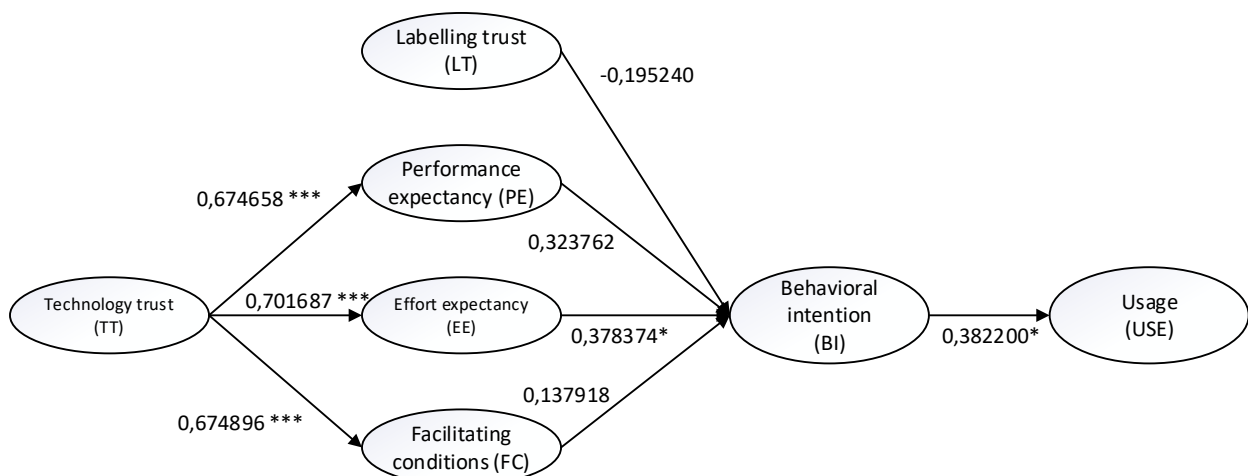 Labelling trust
(LT)
-0,195240
Performance
expectancy (PE)
0,674658 ***
0,323762
Technology trust
(TT)
0,701687 ***
Effort expectancy
(EE)
0,378374*
Behavioral
intention
(BI)
0,382200*
Usage
(USE)
0,137918
0,674896 ***
Facilitating
conditions (FC)